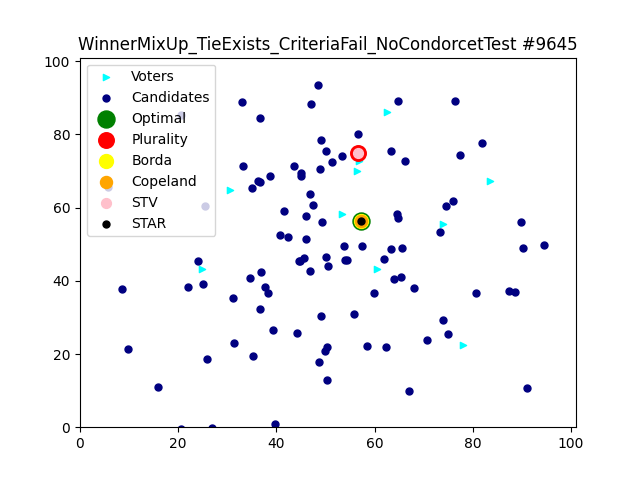 WinnerMixUp_TieExists_CriteriaFail_NoCondorcetTest #9645
Voters
Candidates
Optimal
Plurality
Borda
Copeland
STV
STAR
100
80
60
40
20
0
0
20
40
60
80
100